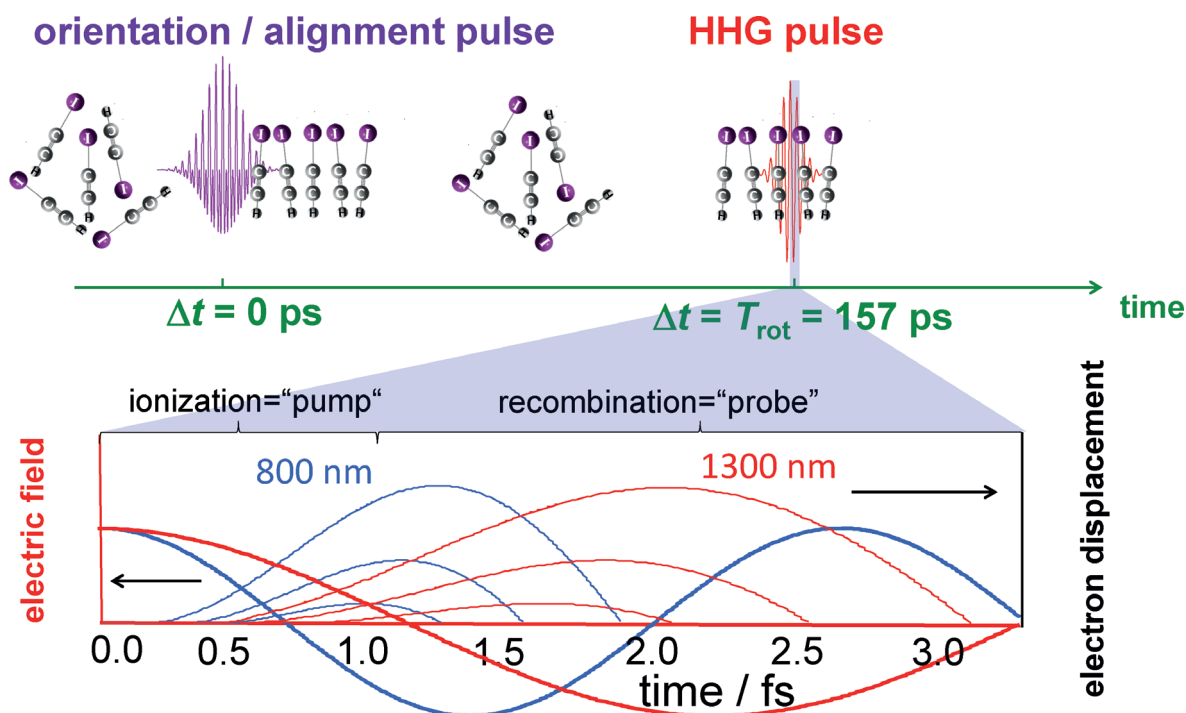 orientation / alignment pulse
HHG pulse
I I I I I I I I I I I I I I I I I I I I
C C C C C C C C C C C C C C C C C C C C
H H H H H H H H H H H H H H H H H H H H
Δt = 0 ps
Δt = Trot = 157 ps
time
ionization=“pump“
recombination=“probe”
800 nm
1300 nm
electric field
electron displacement
0.0 0.5 1.0 1.5 2.0 2.5 3.0
time / fs